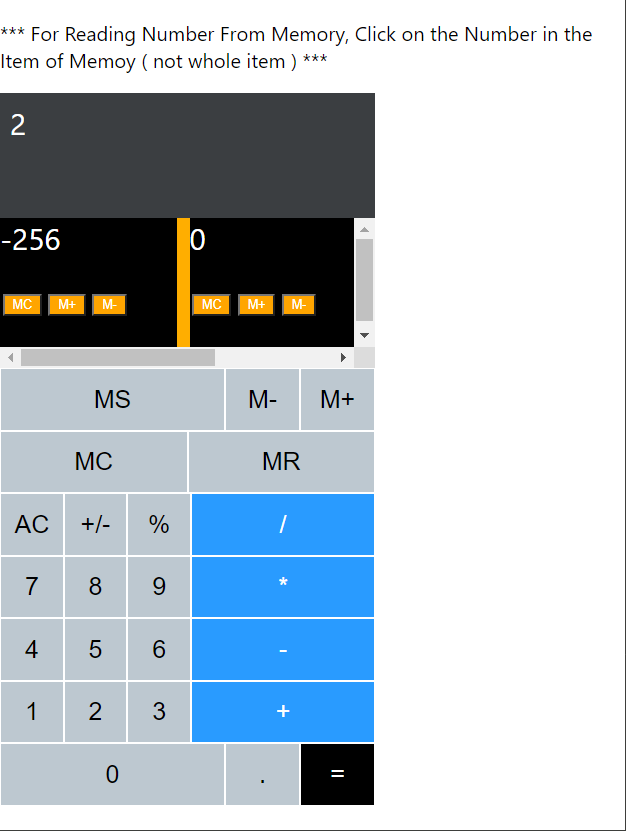 *** For Reading Number From Memory, Click on the Number in the
Item of Memoy ( not whole item ) ***
2
-256 0
MC M+ M- MC M+ M-
MS M- M+
MC MR
AC +/- % /
7 8 9 *
4 5 6 -
1 2 3 +
0 . =